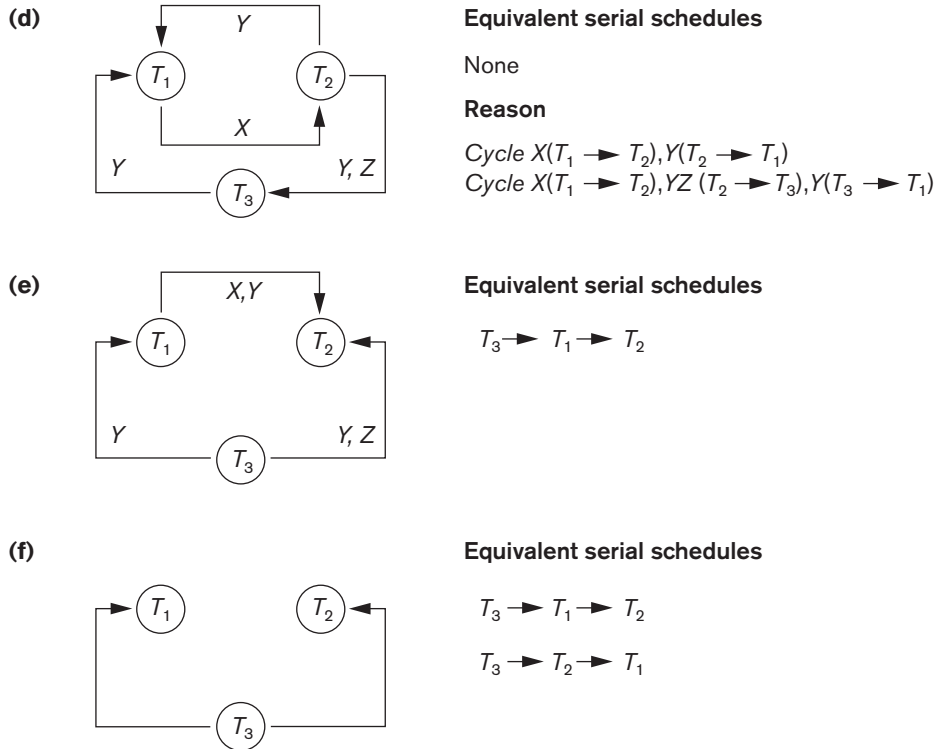 (d)
Y
T1
T2
X
Y
Y, Z
T3
Equivalent serial schedules
None
Reason
Cycle X(T1 → T2),Y(T2 → T1)
Cycle X(T1 → T2),YZ (T2 → T3),Y(T3 → T1)
(e)
X,Y
T1
T2
Y
Y, Z
T3
Equivalent serial schedules
T3 → T1 → T2
(f)
T1
T2
T3
Equivalent serial schedules
T3 → T1 → T2
T3 → T2 → T1